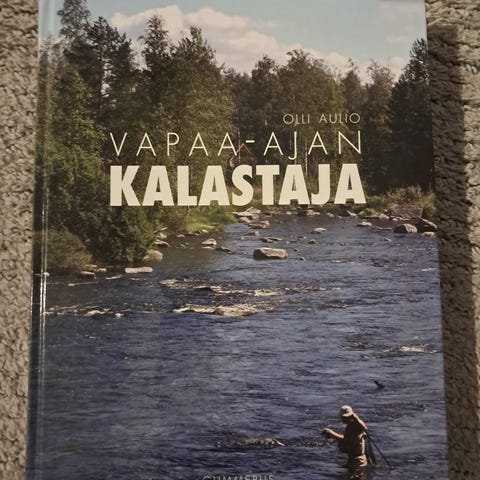 OLLI AULIO
VAPAA-AJAN
KALASTAJA
GUMMERUS